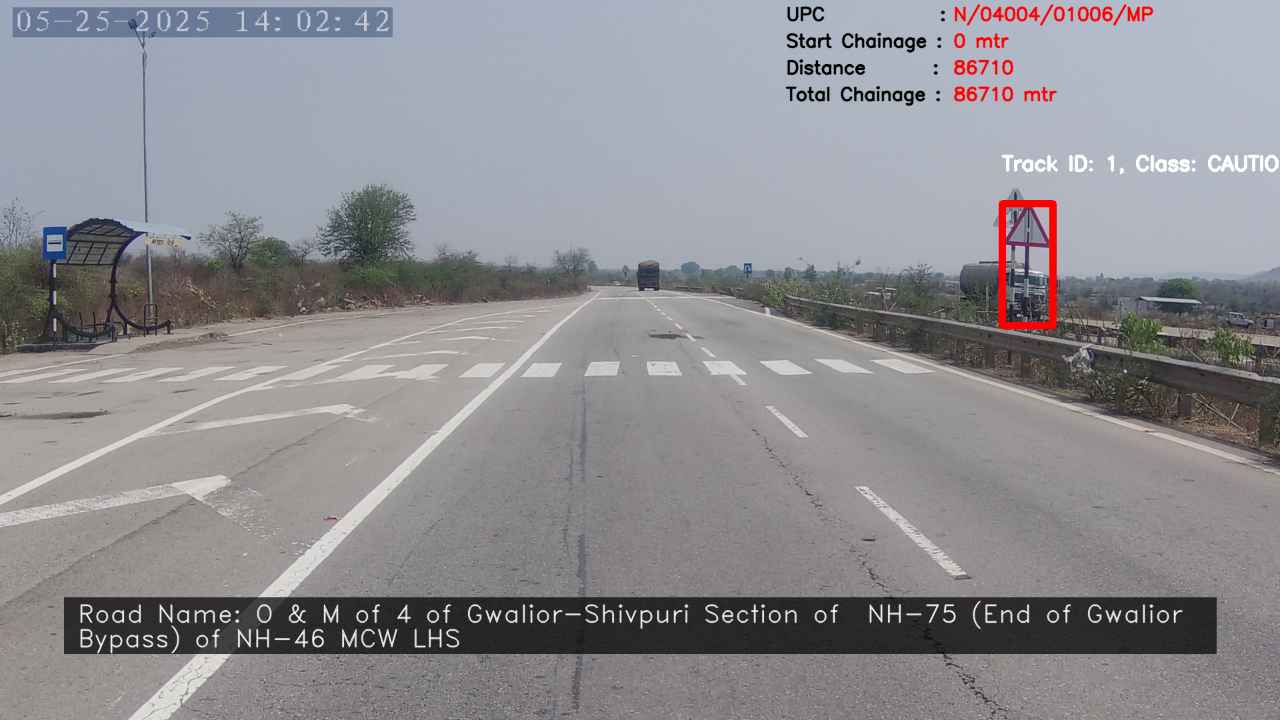 05-25-2025 14:02:42
UPC : N/04004/01006/MP
Start Chainage : 0 mtr
Distance : 86710
Total Chainage : 86710 mtr
Track ID: 1, Class: CAUTIO
Road Name: O & M of 4 of Gwalior-Shivpuri Section of NH-75 (End of Gwalior
Bypass) of NH-46 MCW LHS